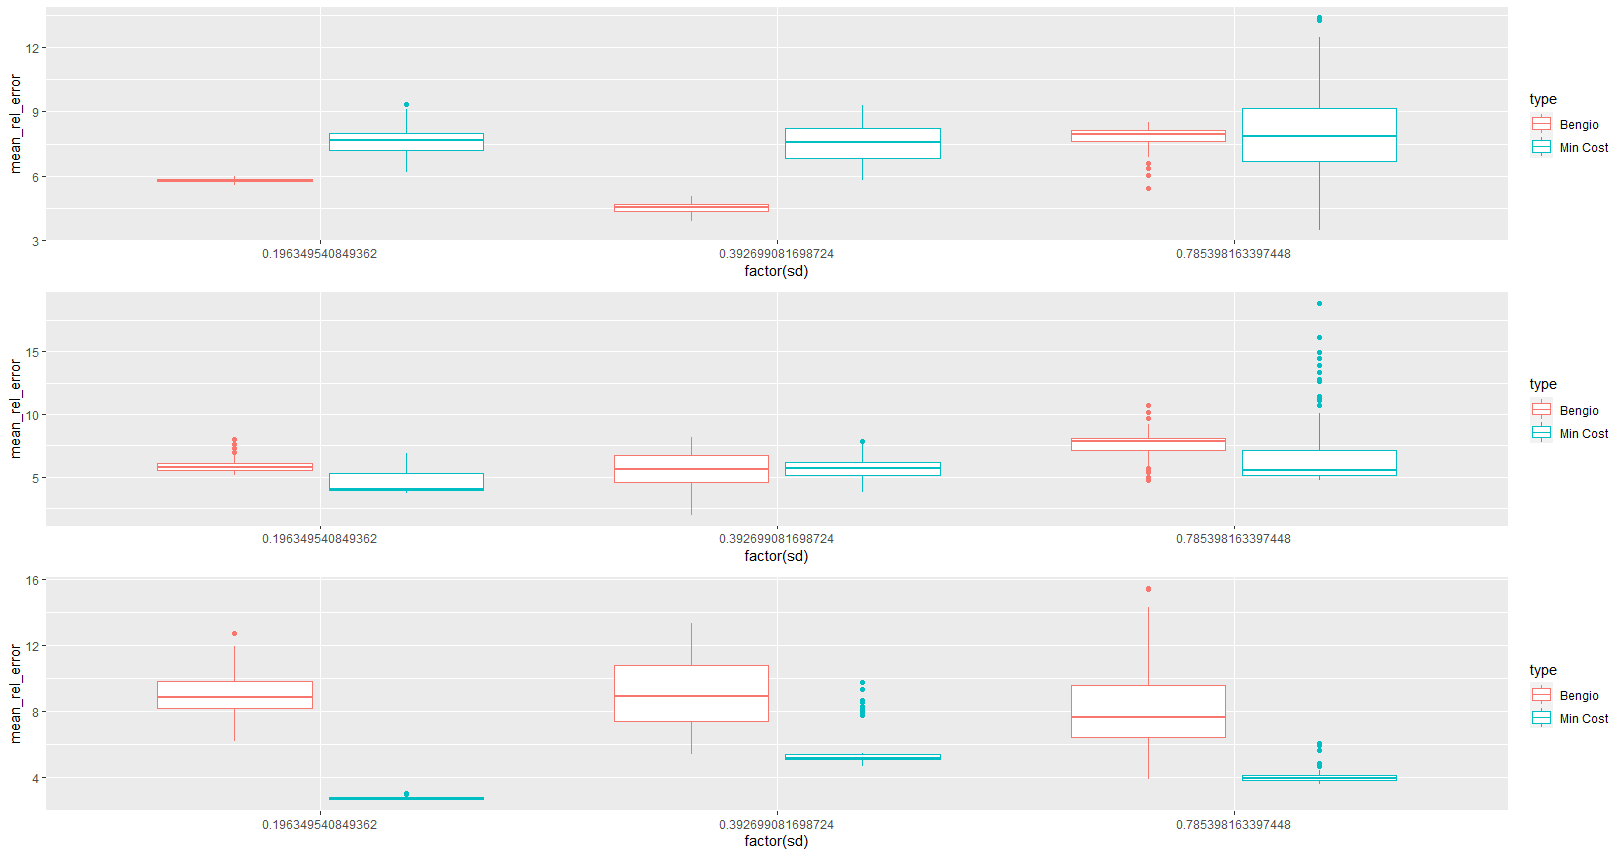 mean_rel_error
12
9
6
3
0.196349540849362
0.392699081698724
0.785398163397448
factor(sd)
type
Bengio
Min Cost
mean_rel_error
15
10
5
0.196349540849362
0.392699081698724
0.785398163397448
factor(sd)
type
Bengio
Min Cost
mean_rel_error
16
12
8
4
0.196349540849362
0.392699081698724
0.785398163397448
factor(sd)
type
Bengio
Min Cost